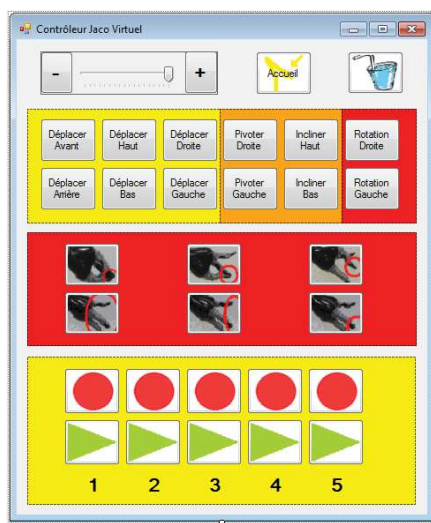 Contrôleur Jaco Virtuel
- +
Accueil
Déplacer Avant
Déplacer Haut
Déplacer Droite
Pivoter Droite
Incliner Haut
Rotation Droite
Déplacer Arrière
Déplacer Bas
Déplacer Gauche
Pivoter Gauche
Incliner Bas
Rotation Gauche
1 2 3 4 5